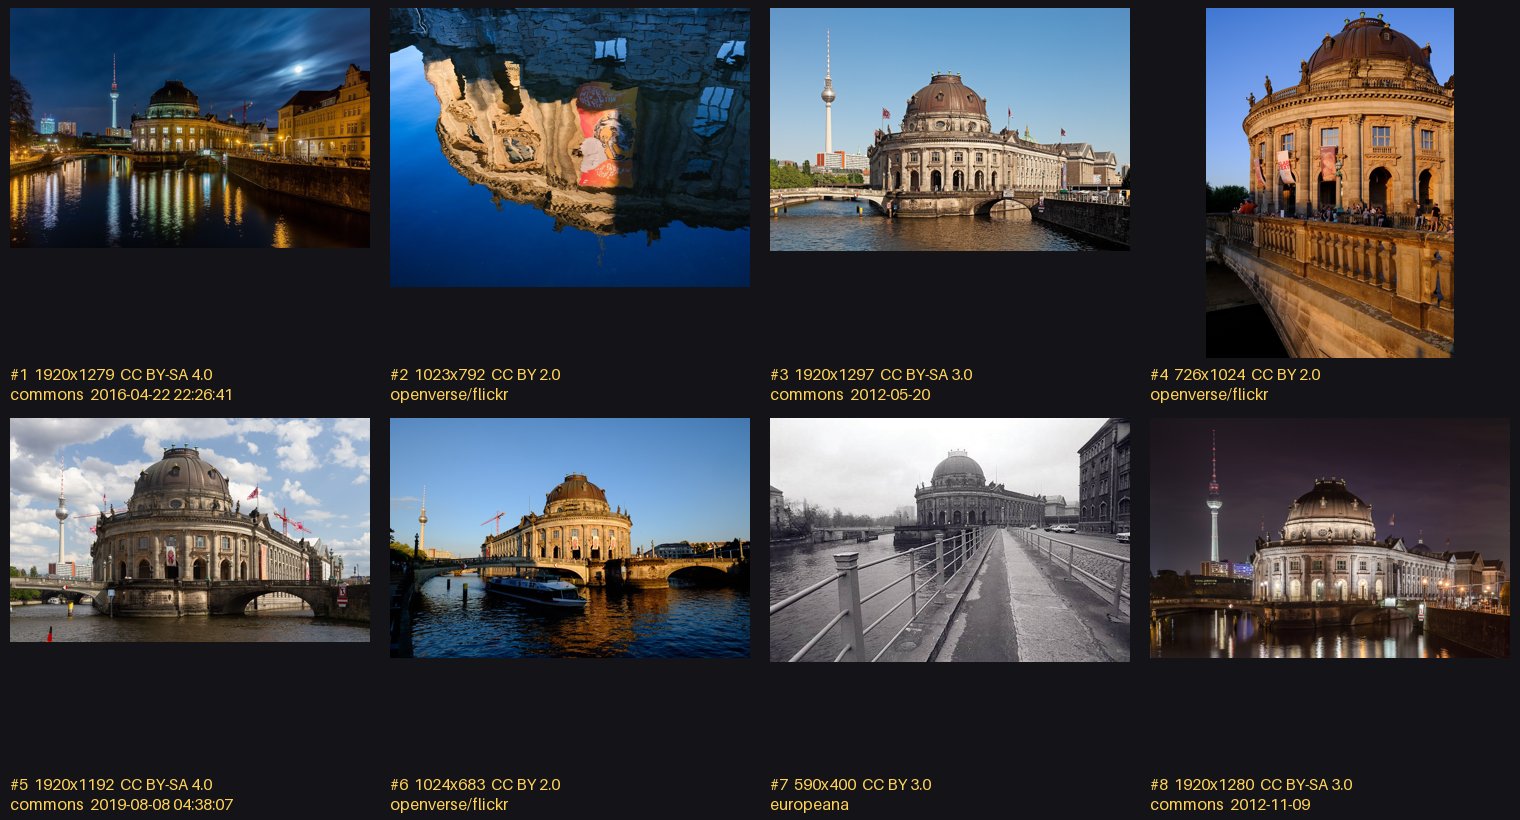 #1 1920x1279 CC BY-SA 4.0
commons 2016-04-22 22:26:41
#2 1023x792 CC BY 2.0
openverse/flickr
#3 1920x1297 CC BY-SA 3.0
commons 2012-05-20
#4 726x1024 CC BY 2.0
openverse/flickr
#5 1920x1192 CC BY-SA 4.0
commons 2019-08-08 04:38:07
#6 1024x683 CC BY 2.0
openverse/flickr
#7 590x400 CC BY 3.0
europeana
#8 1920x1280 CC BY-SA 3.0
commons 2012-11-09